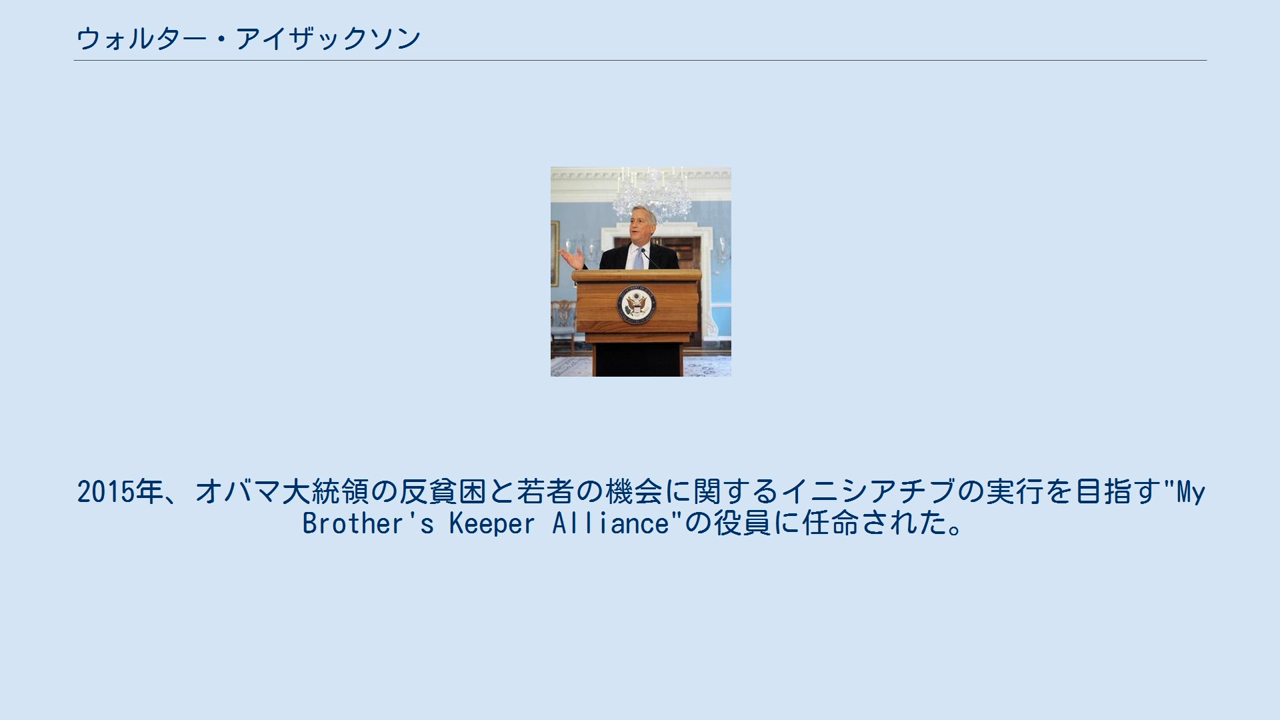 ウォルター・アイザックソン
2015年、オバマ大統領の反貧困と若者の機会に関するイニシアチブの実行を目指す"My
Brother's Keeper Alliance"の役員に任命された。